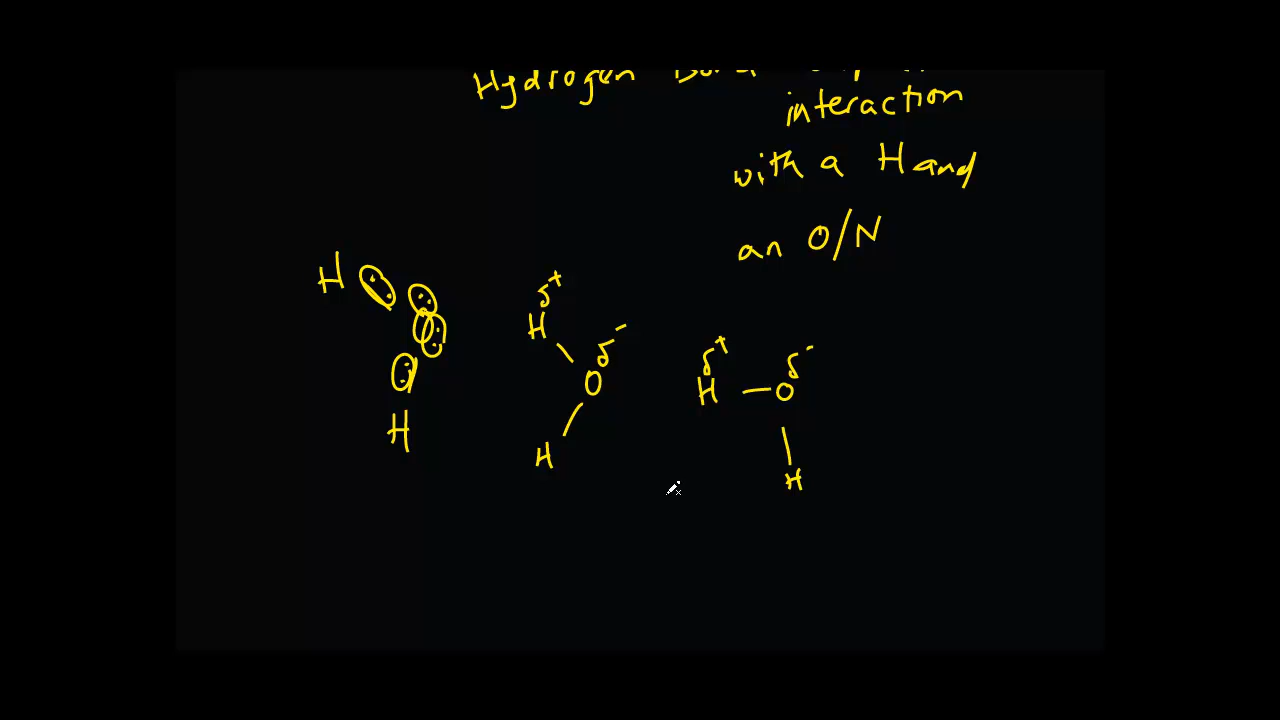 Hydrogen
interaction
with a H and
an O/N
H
δ+
H
δ-
O
H
H
δ+
H — O
δ-
H